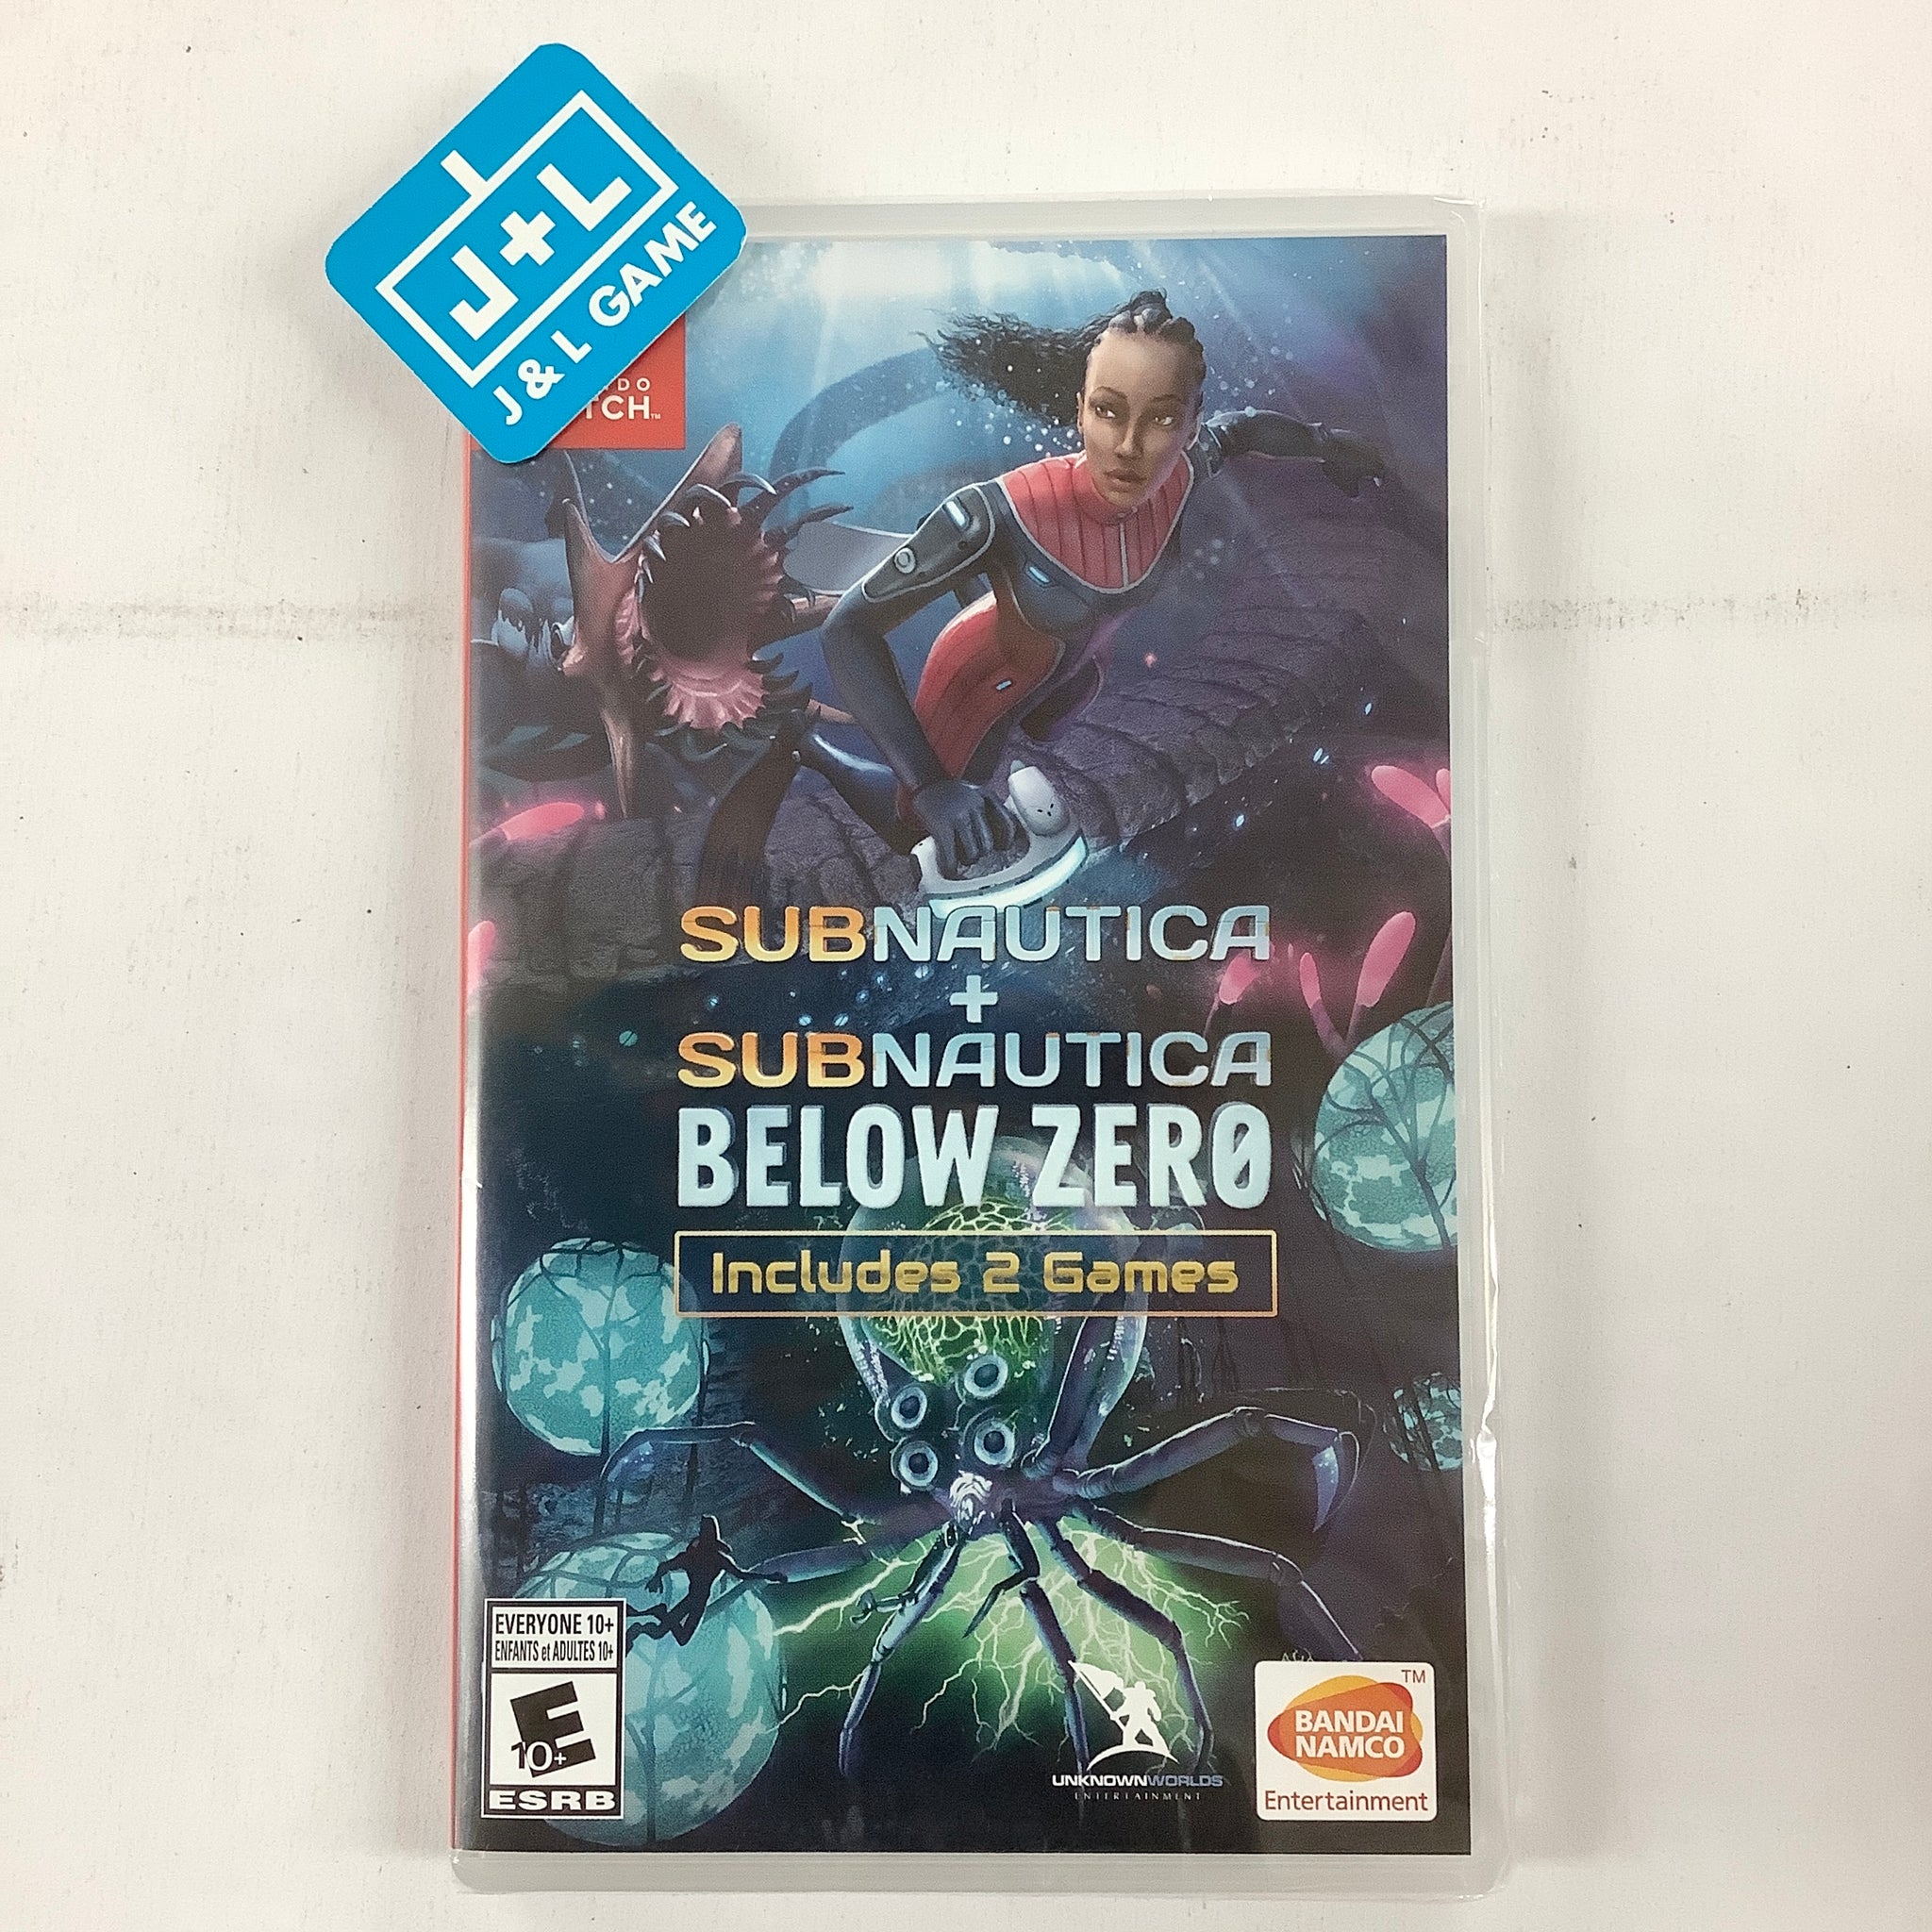 J+L
J & L GAME
SUBNAUTICA
+
SUBNAUTICA
BELOW ZERO
Includes 2 Games
EVERYONE 10+
ENFANTS et ADULTES 10+
E
10+
ESRB
UNKNOWNWORLDS
ENTERTAINMENT
TM
BANDAI
NAMCO
Entertainment